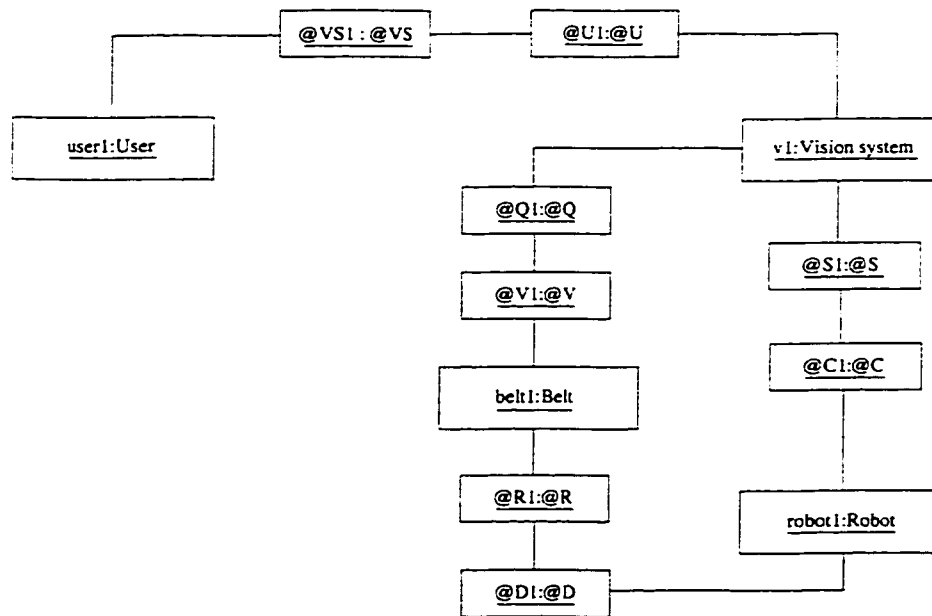 @VS1 : @VS
@U1:@U
user1:User
v1:Vision system
@Q1:@Q
@S1:@S
@V1:@V
@C1:@C
belt1:Belt
@R1:@R
robot1:Robot
@D1:@D